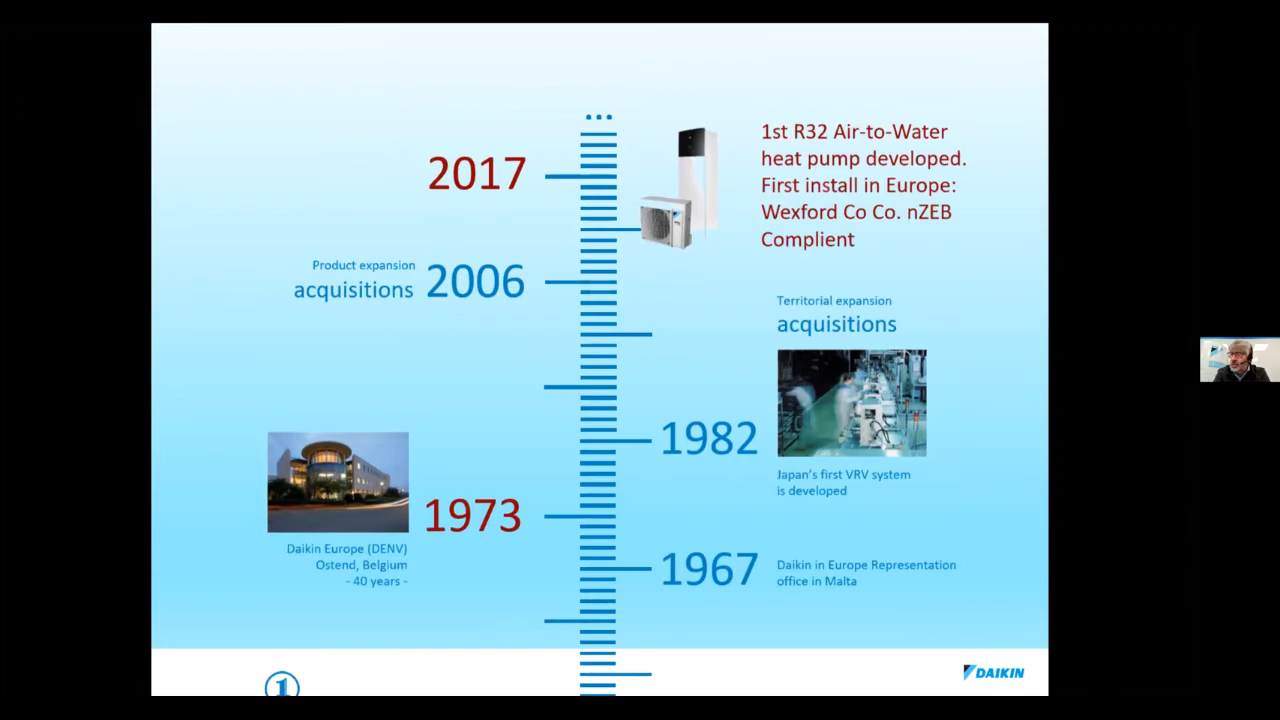 2017
1st R32 Air-to-Water
heat pump developed.
First install in Europe:
Wexford Co Co. nZEB
Complient
Product expansion
acquisitions
2006
Territorial expansion
acquisitions
1982
Japan's first VRV system
is developed
1973
Daikin Europe (DENV)
Ostend, Belgium
- 40 years -
1967
Daikin in Europe Representation
office in Malta
1
DAIKIN